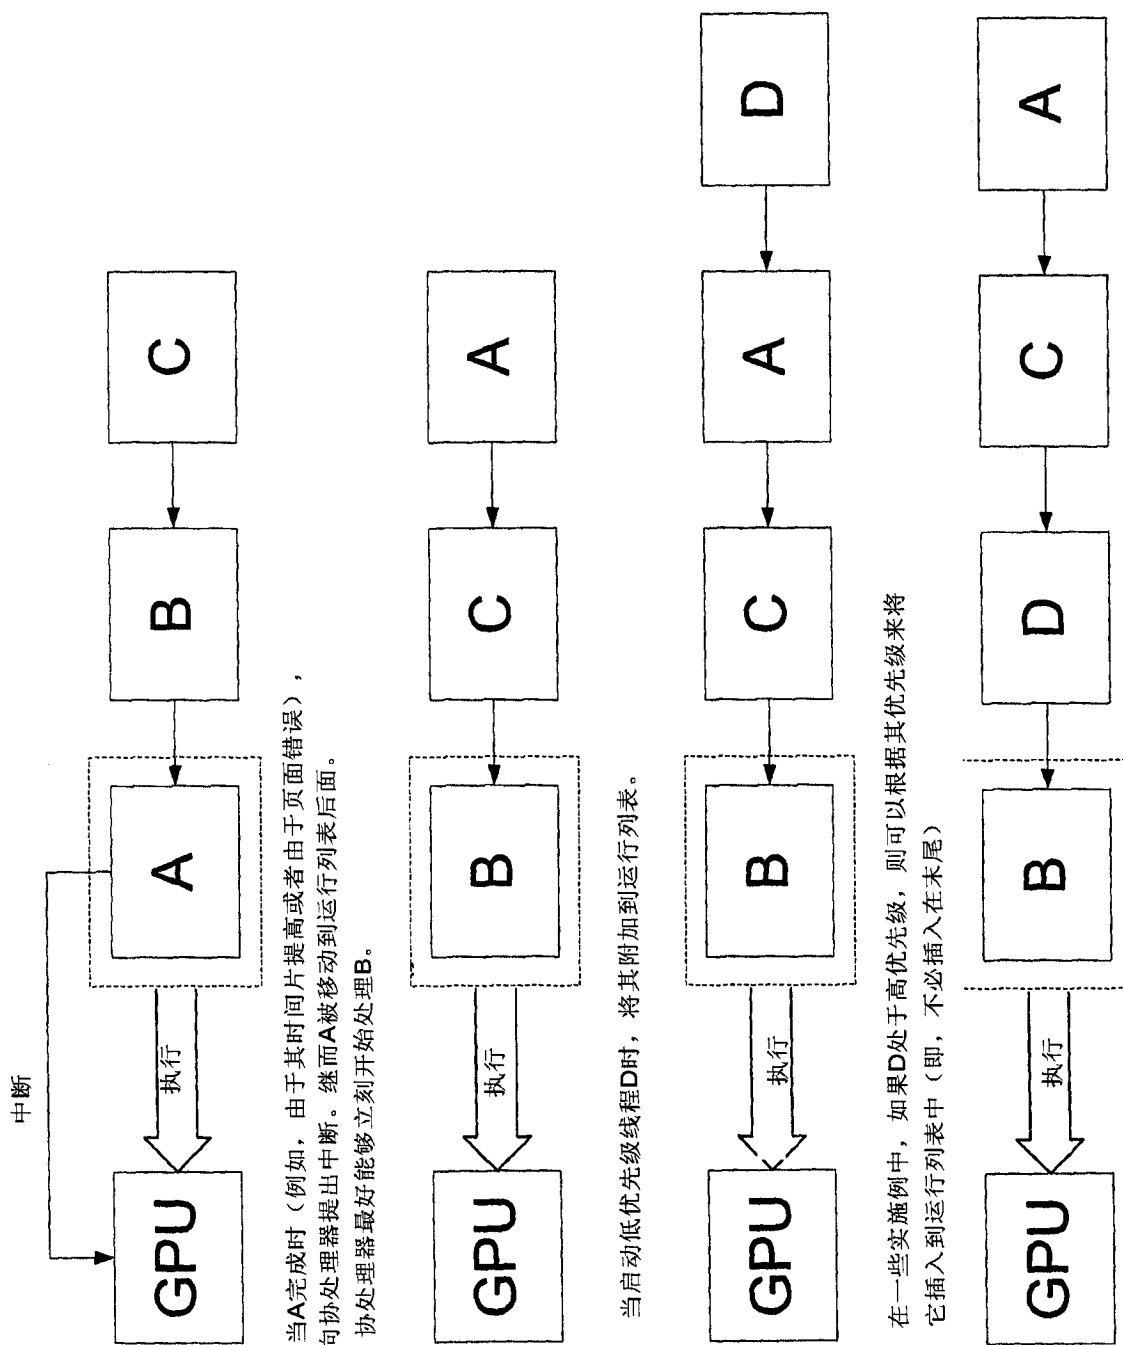 中断
GPU
执行
A
B
C
当A完成时（例如，由于其时间片提高或者由于页面错误），
向协处理器提出中断。继而A被移动到运行列表后面。
协处理器最好能够立刻开始处理B。
GPU
执行
B
C
A
当启动低优先级线程D时，将其附加到运行列表。
GPU
执行
B
C
A
D
在一些实施例中，如果D处于高优先级，则可以根据其优先级来将
它插入到运行列表中（即，不必插入在末尾）
GPU
执行
B
D
C
A